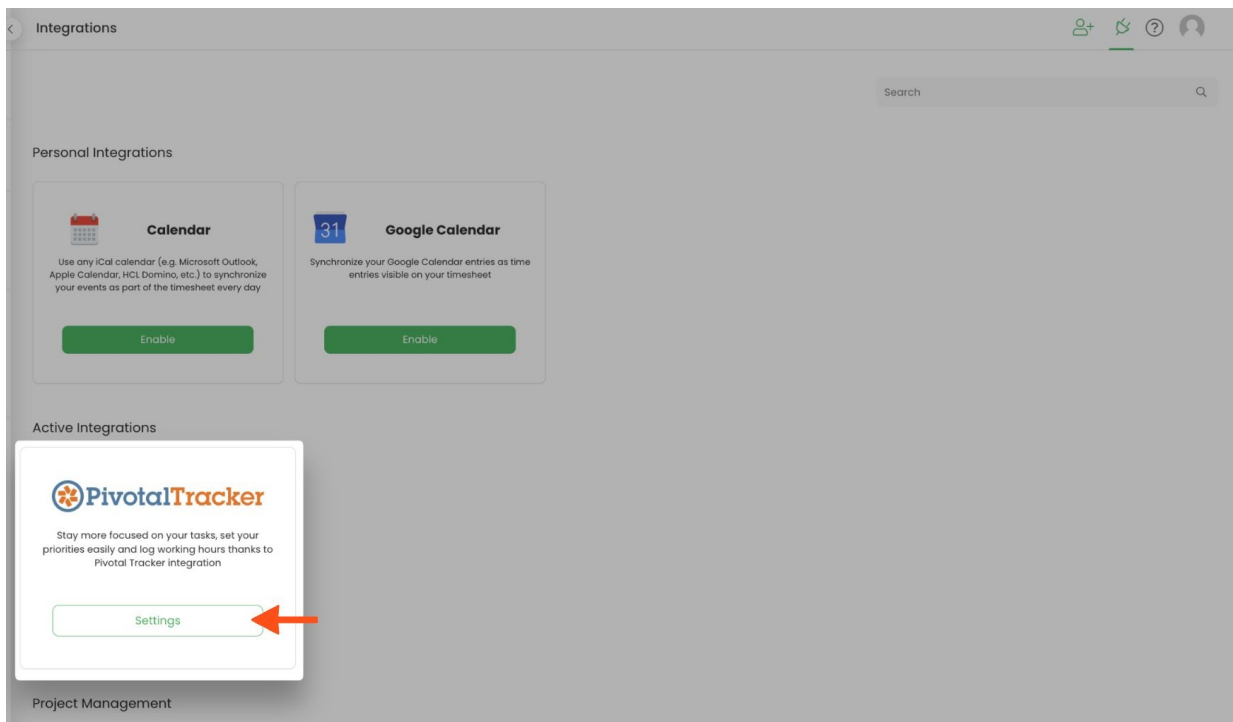 Integrations
Search
Personal Integrations
31
Calendar
Google Calendar
Use any iCal calendar (e.g. Microsoft Outlook,
Apple Calendar, HCL Domino, etc.) to synchronize
your events as part of the timesheet every day
Synchronize your Google Calendar entries as time
entries visible on your timesheet
Enable
Enable
Active Integrations
PivotalTracker
Stay more focused on your tasks, set your
priorities easily and log working hours thanks to
Pivotal Tracker integration
Settings
Project Management